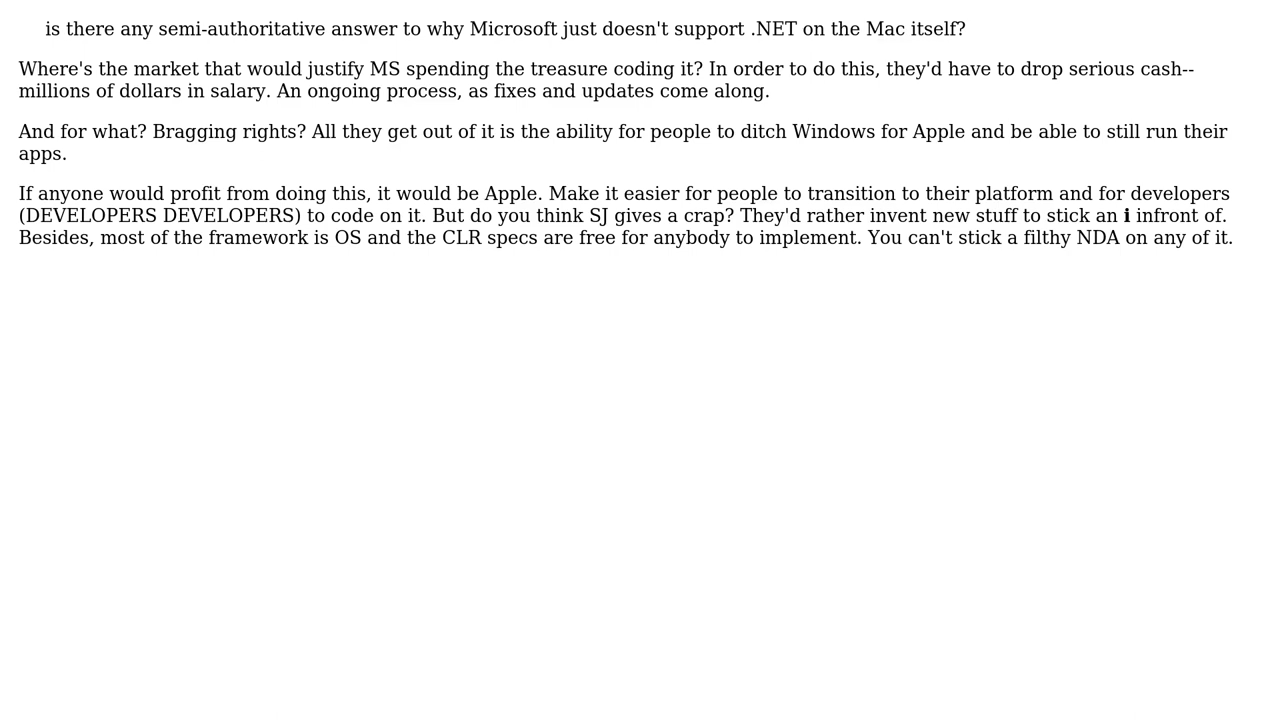 is there any semi-authoritative answer to why Microsoft just doesn't support .NET on the Mac itself?
Where's the market that would justify MS spending the treasure coding it? In order to do this, they'd have to drop serious cash--
millions of dollars in salary. An ongoing process, as fixes and updates come along.
And for what? Bragging rights? All they get out of it is the ability for people to ditch Windows for Apple and be able to still run their
apps.
If anyone would profit from doing this, it would be Apple. Make it easier for people to transition to their platform and for developers
(DEVELOPERS DEVELOPERS) to code on it. But do you think SJ gives a crap? They'd rather invent new stuff to stick an i infront of.
Besides, most of the framework is OS and the CLR specs are free for anybody to implement. You can't stick a filthy NDA on any of it.